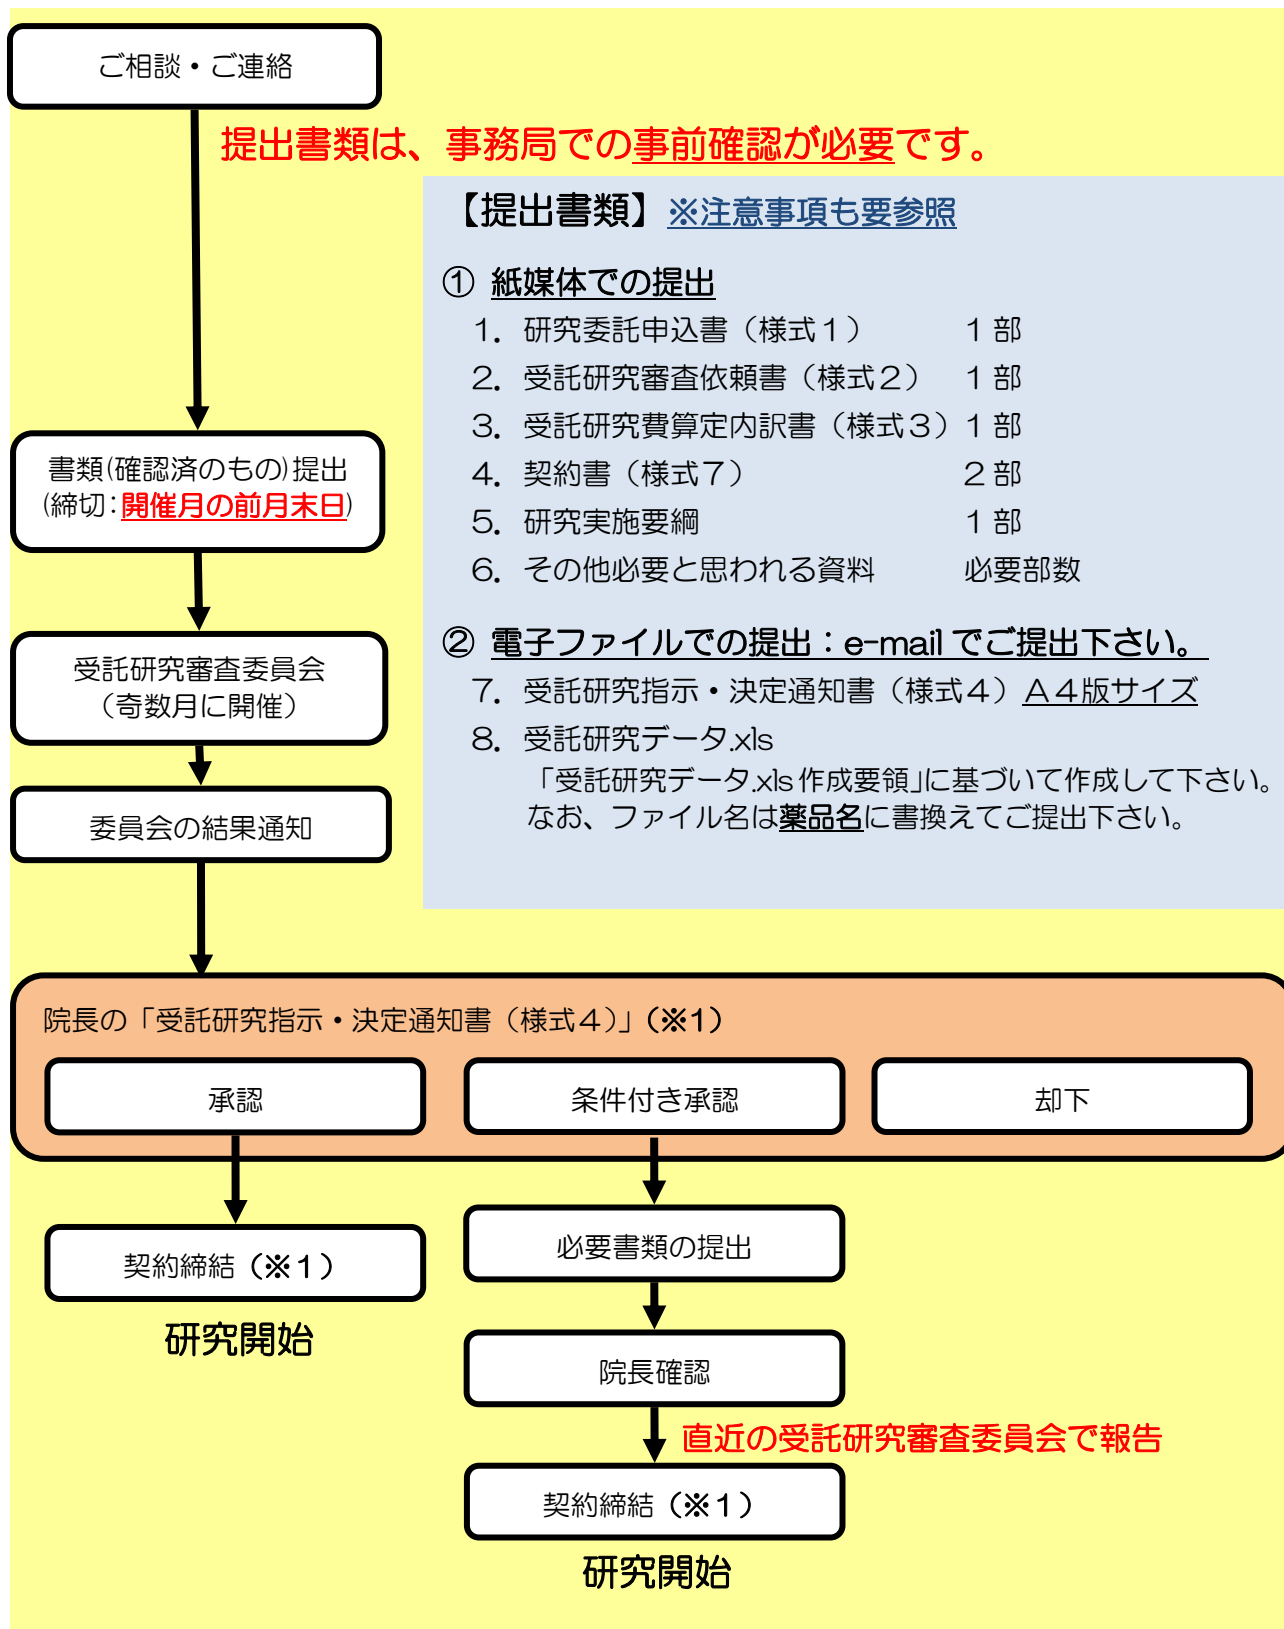 ご相談・ご連絡
提出書類は、事務局での事前確認が必要です。
【提出書類】※注意事項も要参照
① 紙媒体での提出
1．研究委託申込書（様式１） １部
2．受託研究審査依頼書（様式２） １部
3．受託研究費算定内訳書（様式３）１部
4．契約書（様式７） ２部
5．研究実施要綱 １部
6．その他必要と思われる資料 必要部数
② 電子ファイルでの提出：e-mail でご提出下さい。
7．受託研究指示・決定通知書（様式４）Ａ４版サイズ
8．受託研究データ.xls
「受託研究データ.xls 作成要領」に基づいて作成して下さい。
なお、ファイル名は薬品名に書換えてご提出下さい。
書類(確認済のもの)提出
(締切：開催月の前月末日)
受託研究審査委員会
（奇数月に開催）
委員会の結果通知
院長の「受託研究指示・決定通知書（様式４）」（※1）
承認
条件付き承認
却下
契約締結（※１）
研究開始
必要書類の提出
院長確認
直近の受託研究審査委員会で報告
契約締結（※１）
研究開始